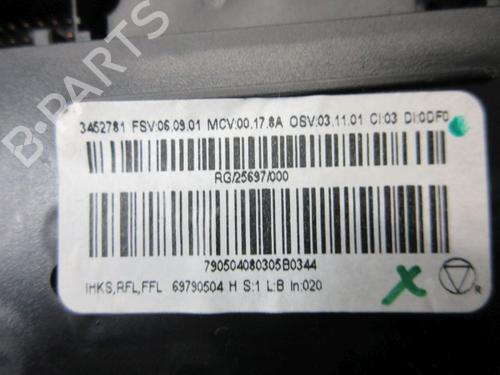 B-PARTS
3452781 FSV:06.09.01 MCV:00.17.8A OSV:03.11.01 CI:03 DI:0DF0
RG/25697/000
790504080305B0344
IHKS,RFL,FFL 69790504 H S:1 L:B In:020
X
R